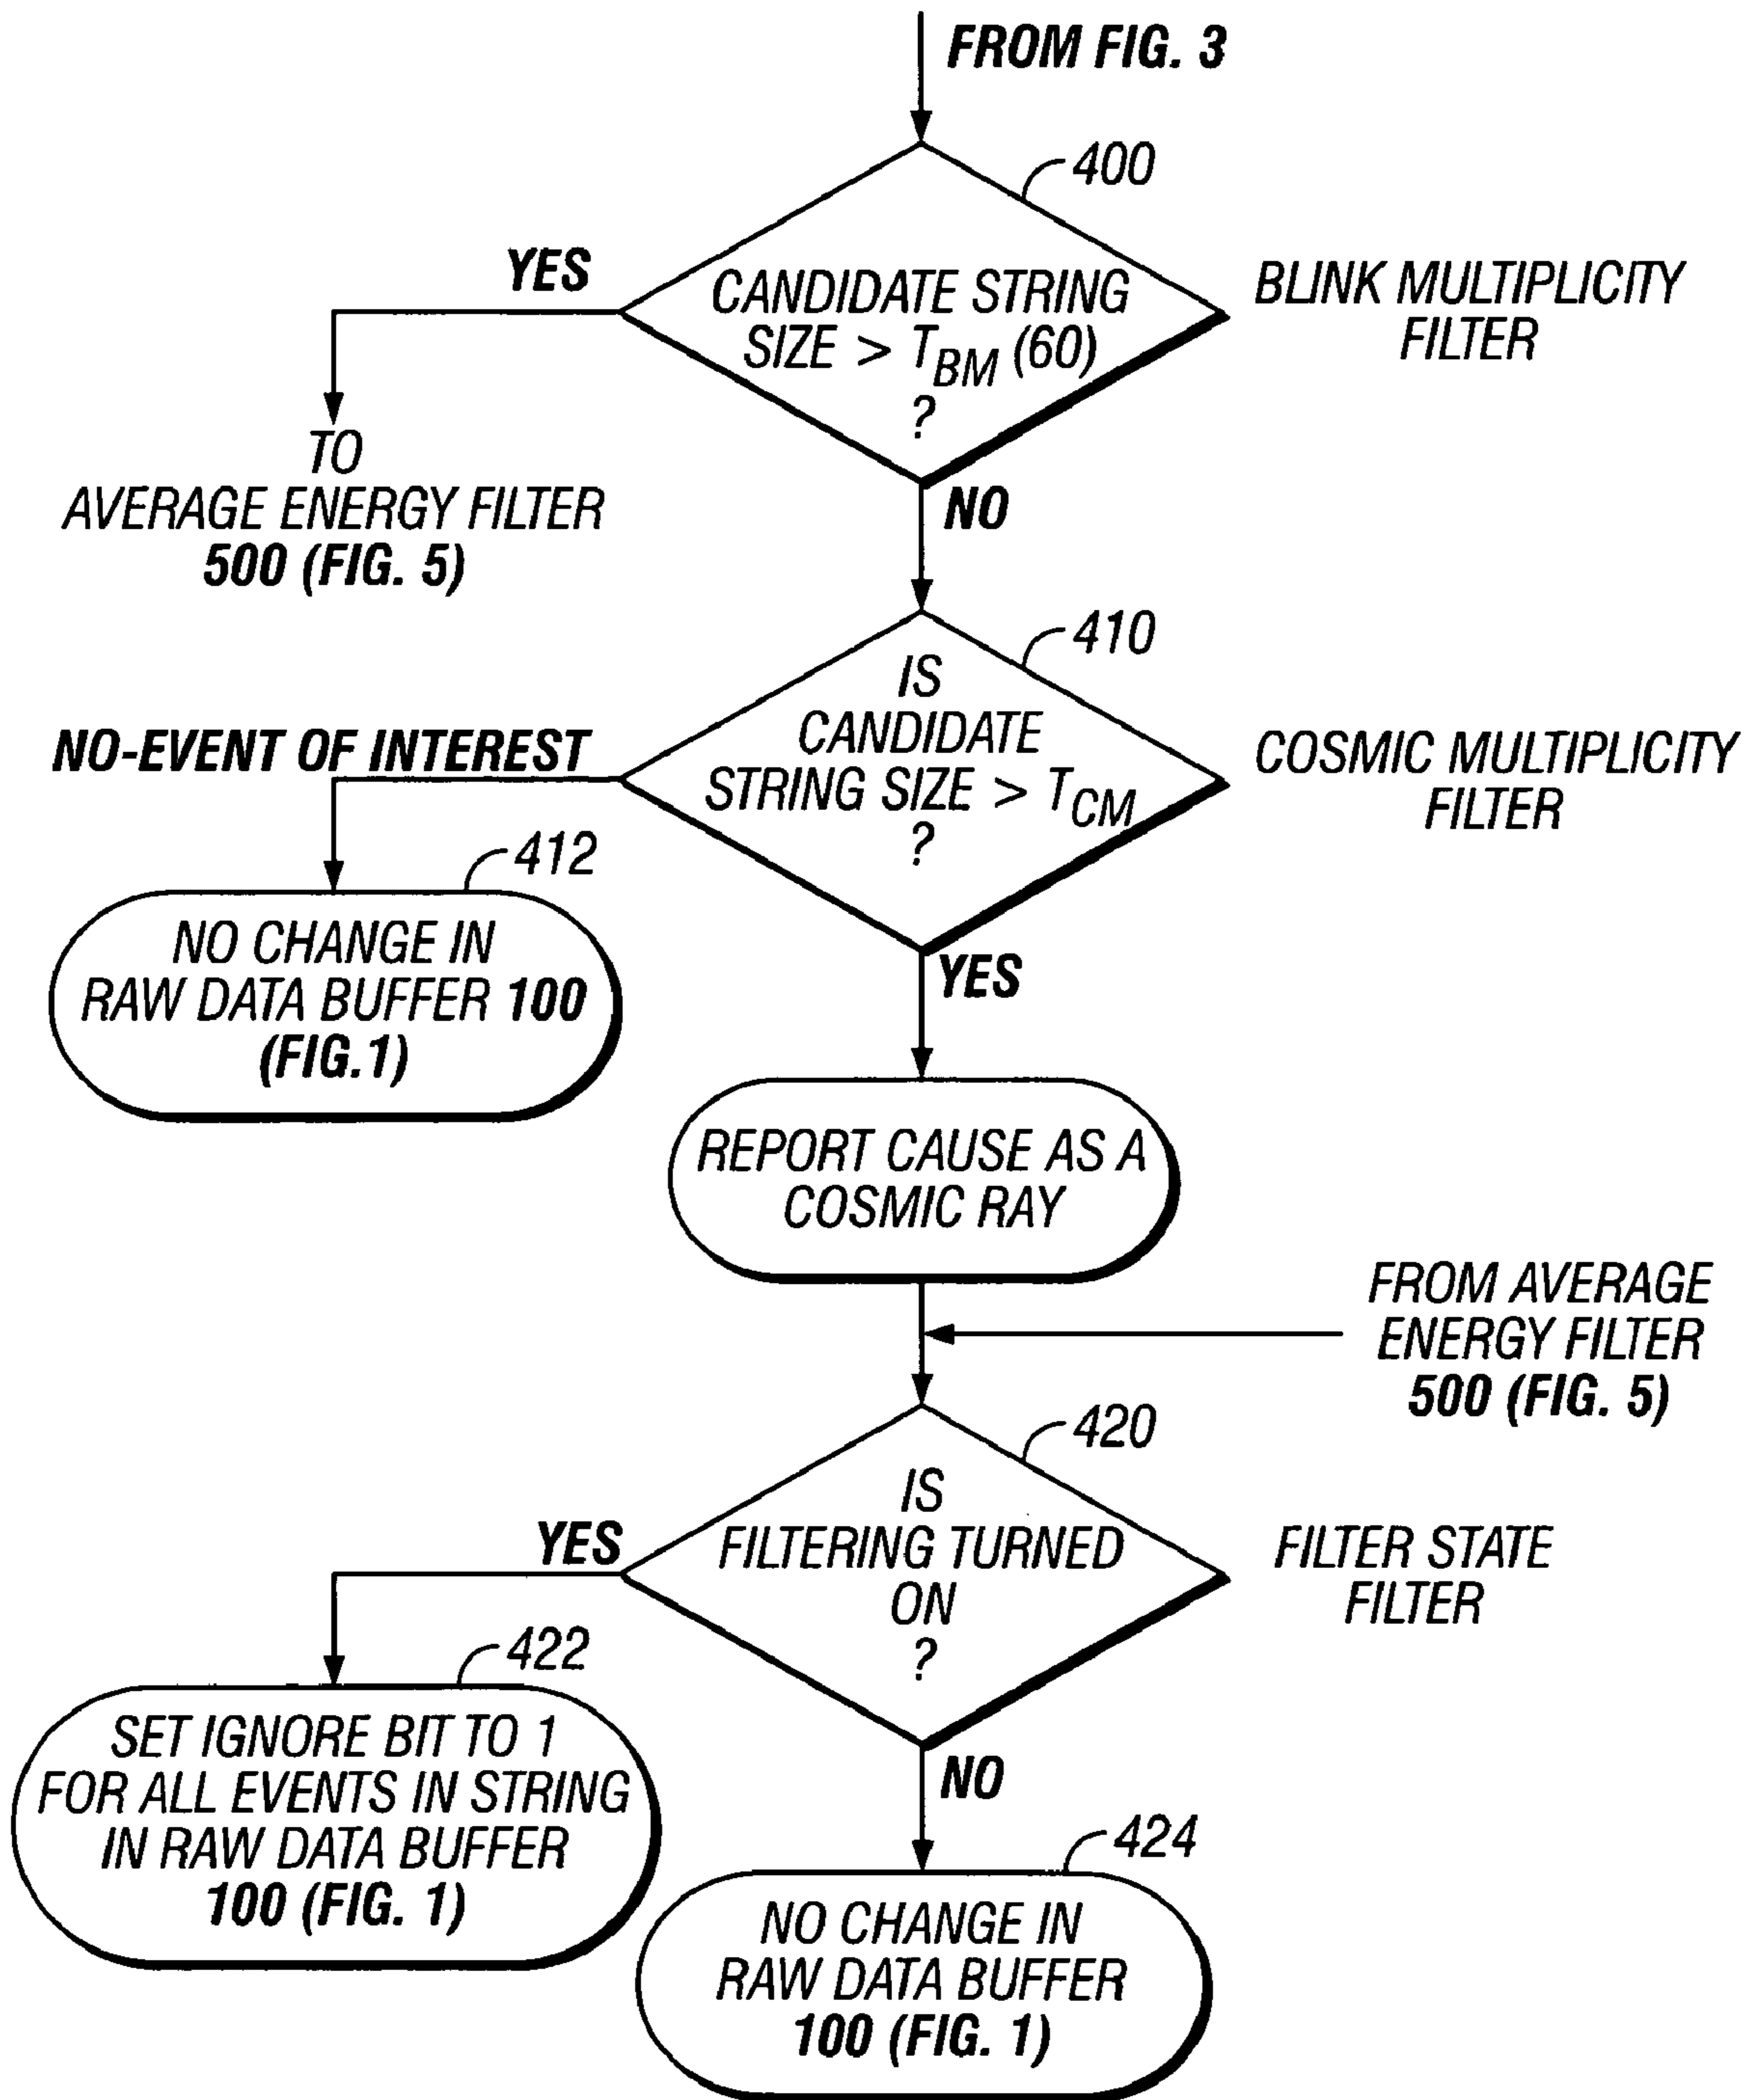 FROM FIG. 3
400
YES
CANDIDATE STRING
SIZE > T_BM (60)
?
BLINK MULTIPLICITY
FILTER
TO
AVERAGE ENERGY FILTER
500 (FIG. 5)
NO
410
IS
CANDIDATE
STRING SIZE > T_CM
?
NO-EVENT OF INTEREST
COSMIC MULTIPLICITY
FILTER
412
NO CHANGE IN
RAW DATA BUFFER 100
(FIG.1)
YES
REPORT CAUSE AS A
COSMIC RAY
FROM AVERAGE
ENERGY FILTER
500 (FIG. 5)
420
IS
FILTERING TURNED
ON
?
YES
FILTER STATE
FILTER
422
SET IGNORE BIT TO 1
FOR ALL EVENTS IN STRING
IN RAW DATA BUFFER
100 (FIG. 1)
NO
424
NO CHANGE IN
RAW DATA BUFFER
100 (FIG. 1)